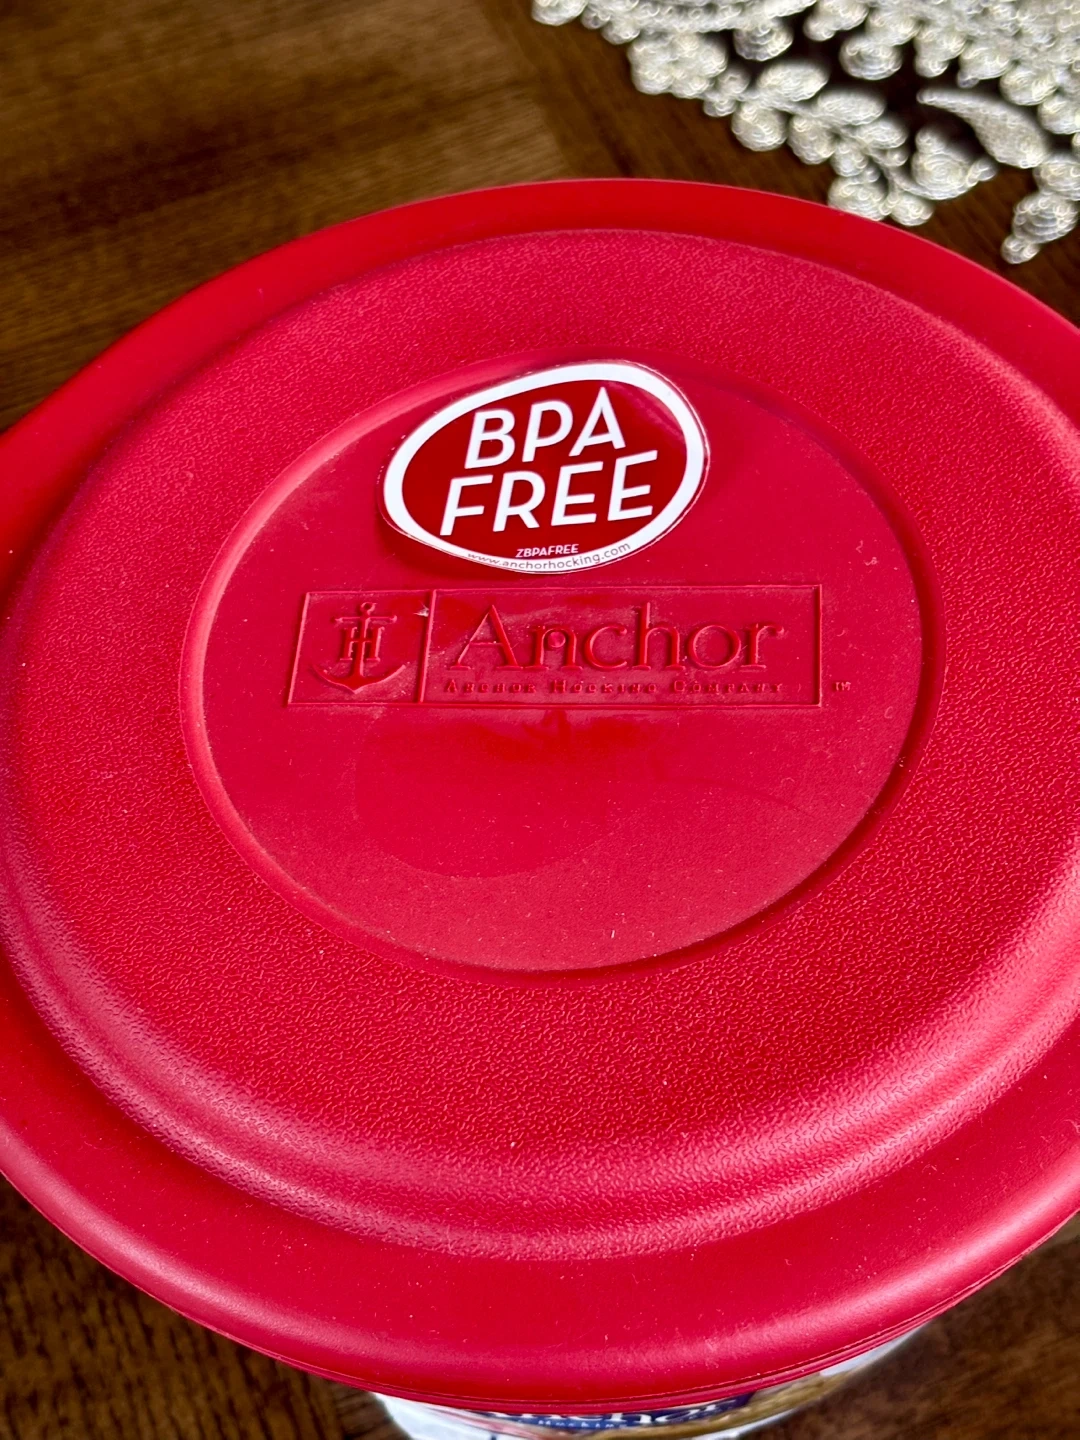 BPA
FREE
ZBPAFREE
www.anchorhocking.com
H
Anchor
ANCHOR HOCKING COMPANY
TM